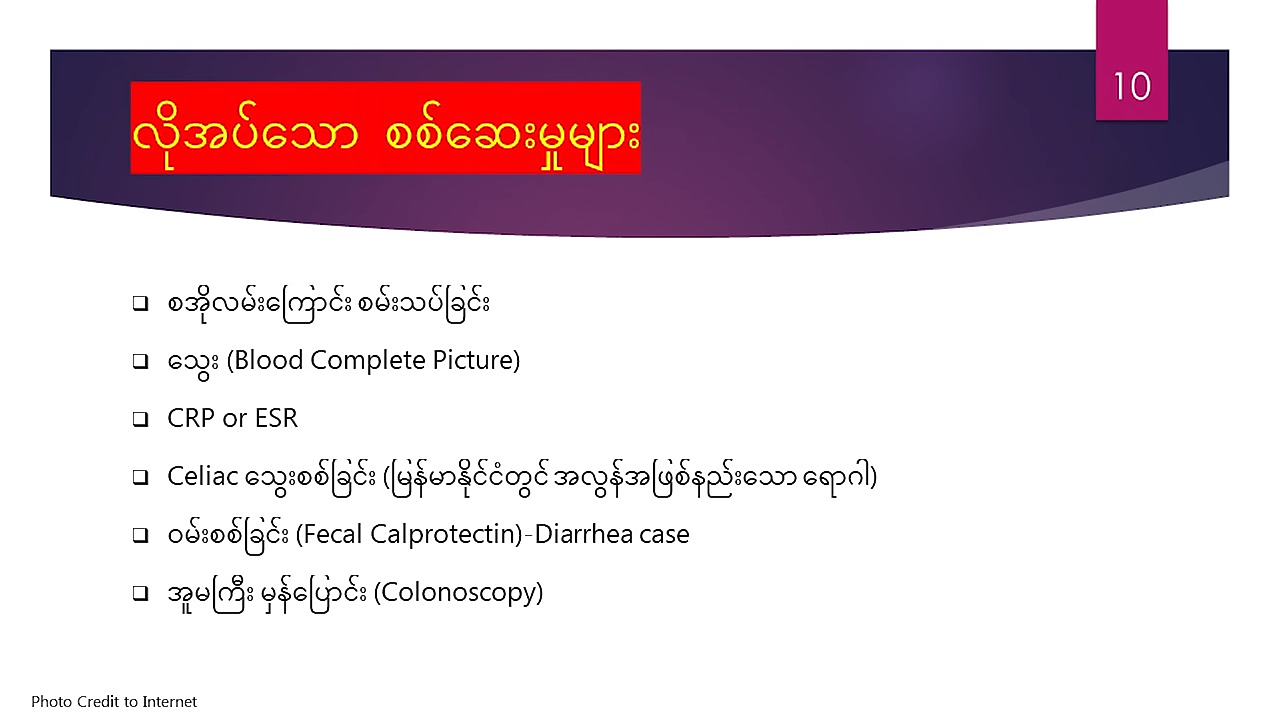 10
လိုအပ်သော စစ်ဆေးမှုများ
စအိုလမ်းကြောင်း စမ်းသပ်ခြင်း
သွေး (Blood Complete Picture)
CRP or ESR
Celiac သွေးစစ်ခြင်း (မြန်မာနိုင်ငံတွင် အလွန်အဖြစ်နည်းသော ရောဂါ)
ဝမ်းစစ်ခြင်း (Fecal Calprotectin)-Diarrhea case
အူမကြီး မှန်ပြောင်း (Colonoscopy)
Photo Credit to Internet